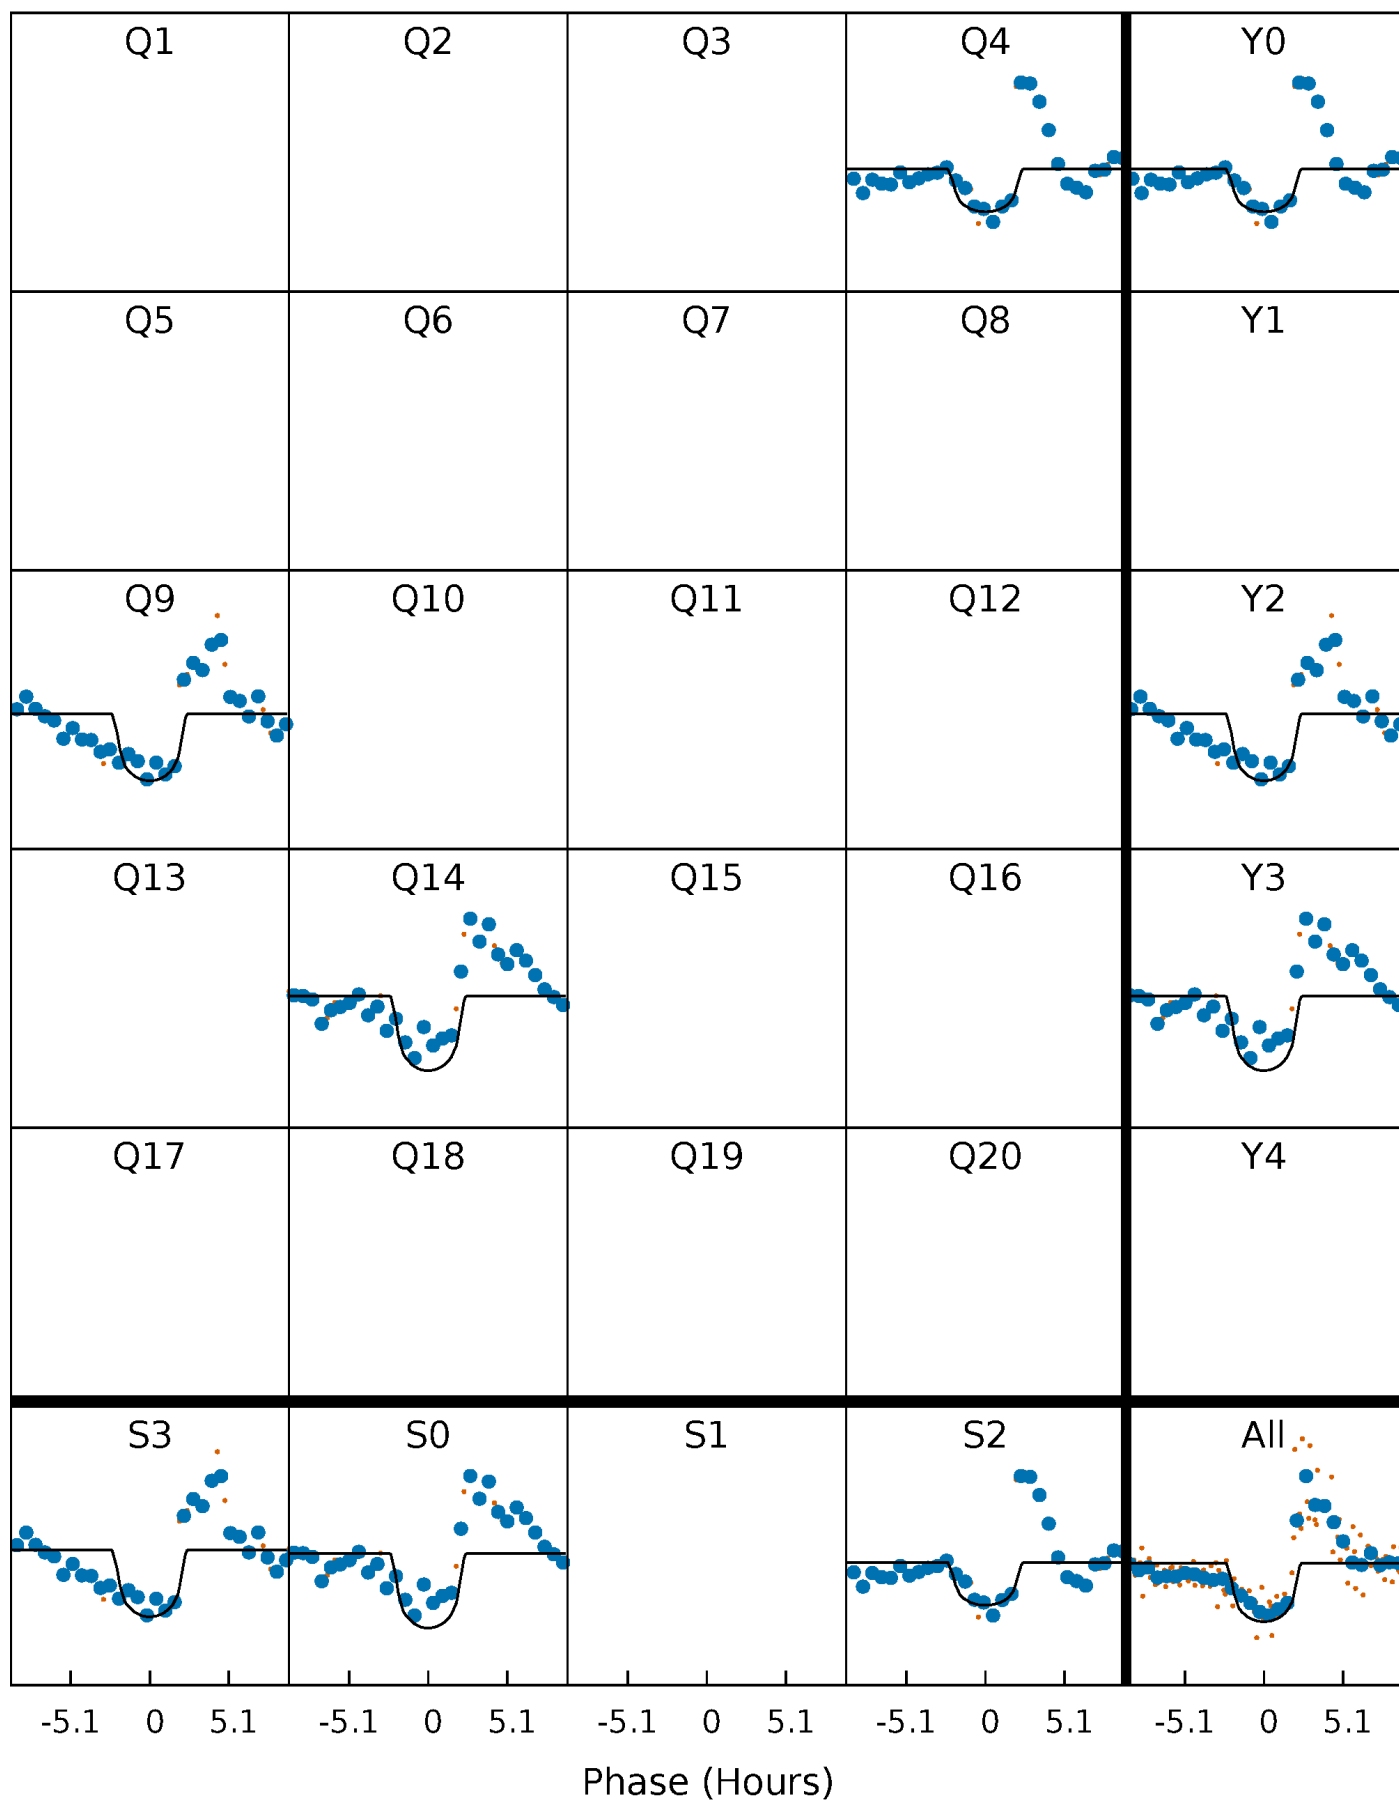 Q1 Q2 Q3 Q4 Y0
Q5 Q6 Q7 Q8 Y1
Q9 Q10 Q11 Q12 Y2
Q13 Q14 Q15 Q16 Y3
Q17 Q18 Q19 Q20 Y4
S3 S0 S1 S2 All
-5.1 0 5.1 -5.1 0 5.1 -5.1 0 5.1 -5.1 0 5.1 -5.1 0 5.1
Phase (Hours)